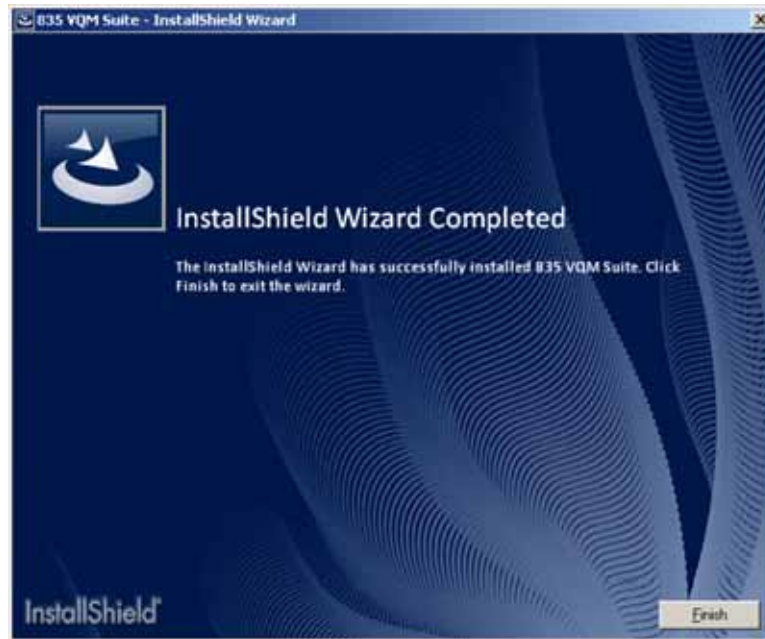 835 VQM Suite - InstallShield Wizard
InstallShield Wizard Completed
The InstallShield Wizard has successfully installed 835 VQM Suite. Click
Finish to exit the wizard.
InstallShield
Finish